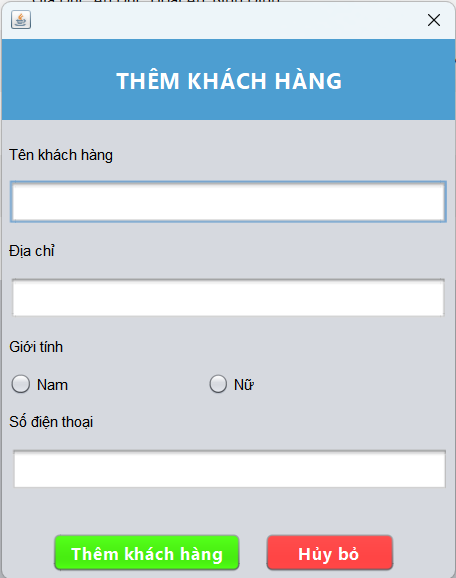 THÊM KHÁCH HÀNG
Tên khách hàng
Địa chỉ
Giới tính
Nam Nữ
Số điện thoại
Thêm khách hàng Hủy bỏ